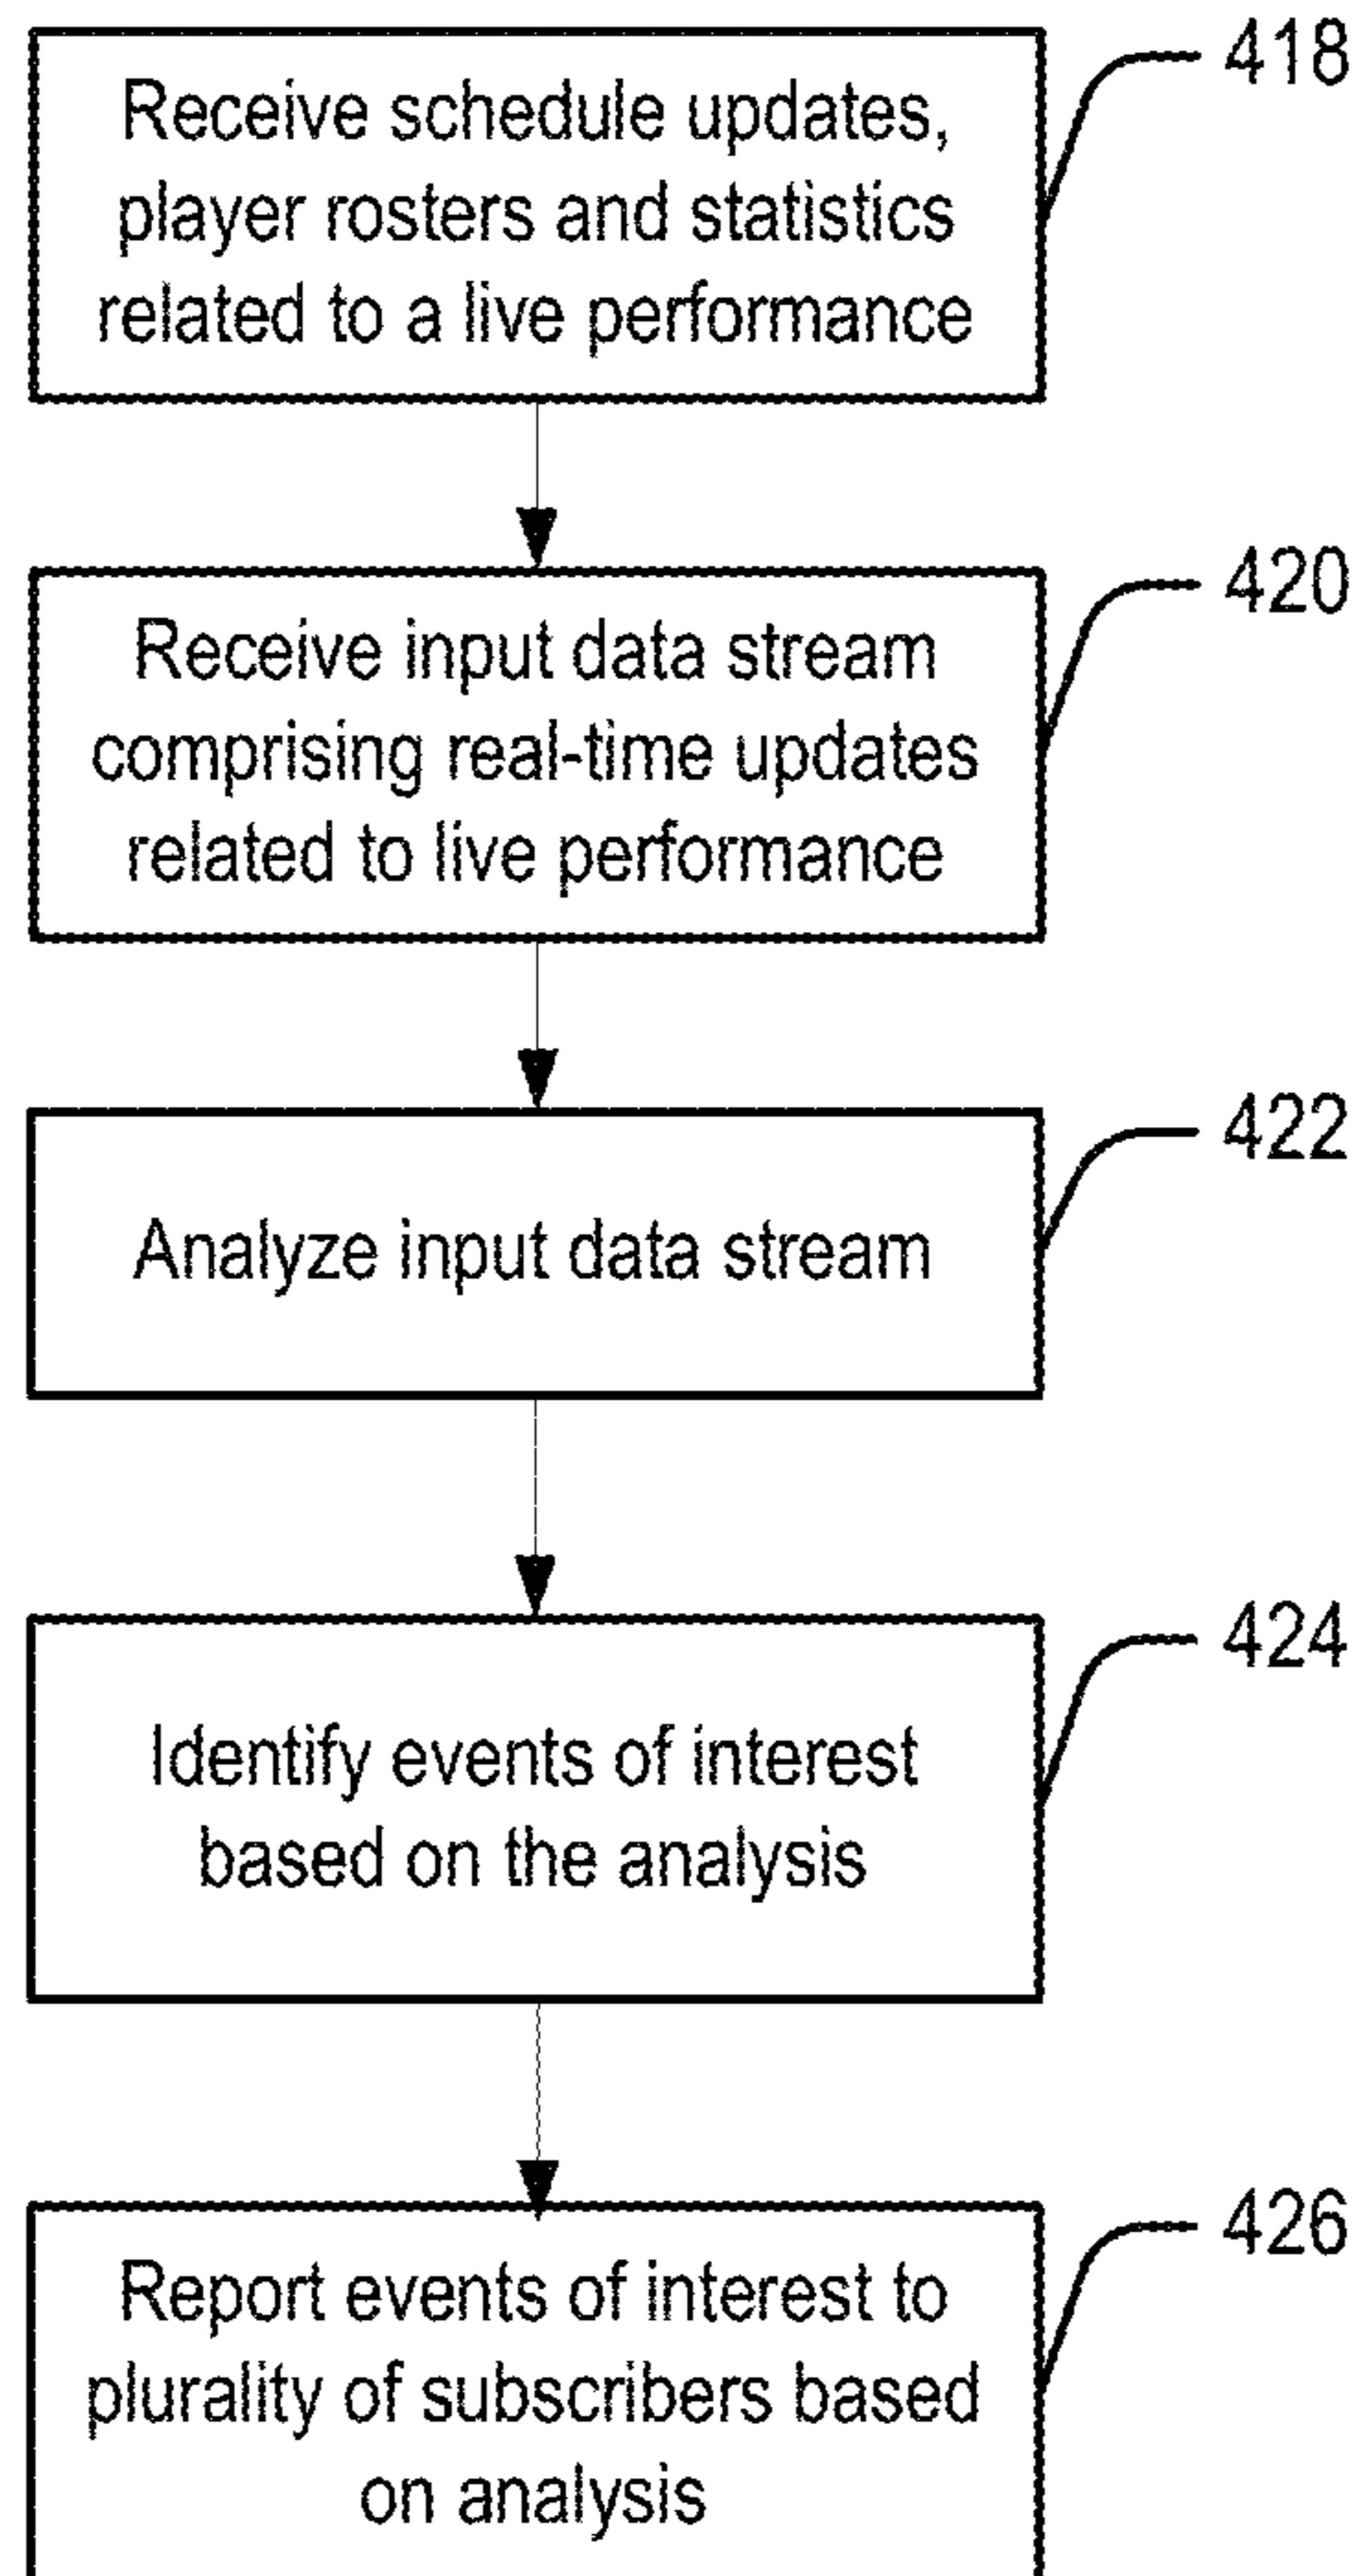 Receive schedule updates,
player rosters and statistics
related to a live performance
418
Receive input data stream
comprising real-time updates
related to live performance
420
Analyze input data stream
422
Identify events of interest
based on the analysis
424
Report events of interest to
plurality of subscribers based
on analysis
426